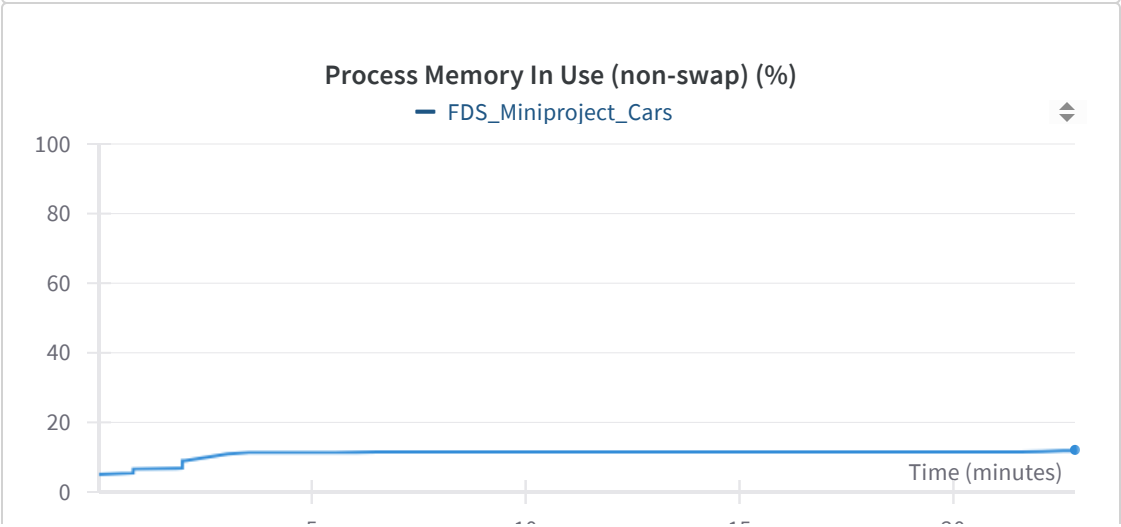 Process Memory In Use (non-swap) (%)
FDS_Miniproject_Cars
100
80
60
40
20
0
Time (minutes)